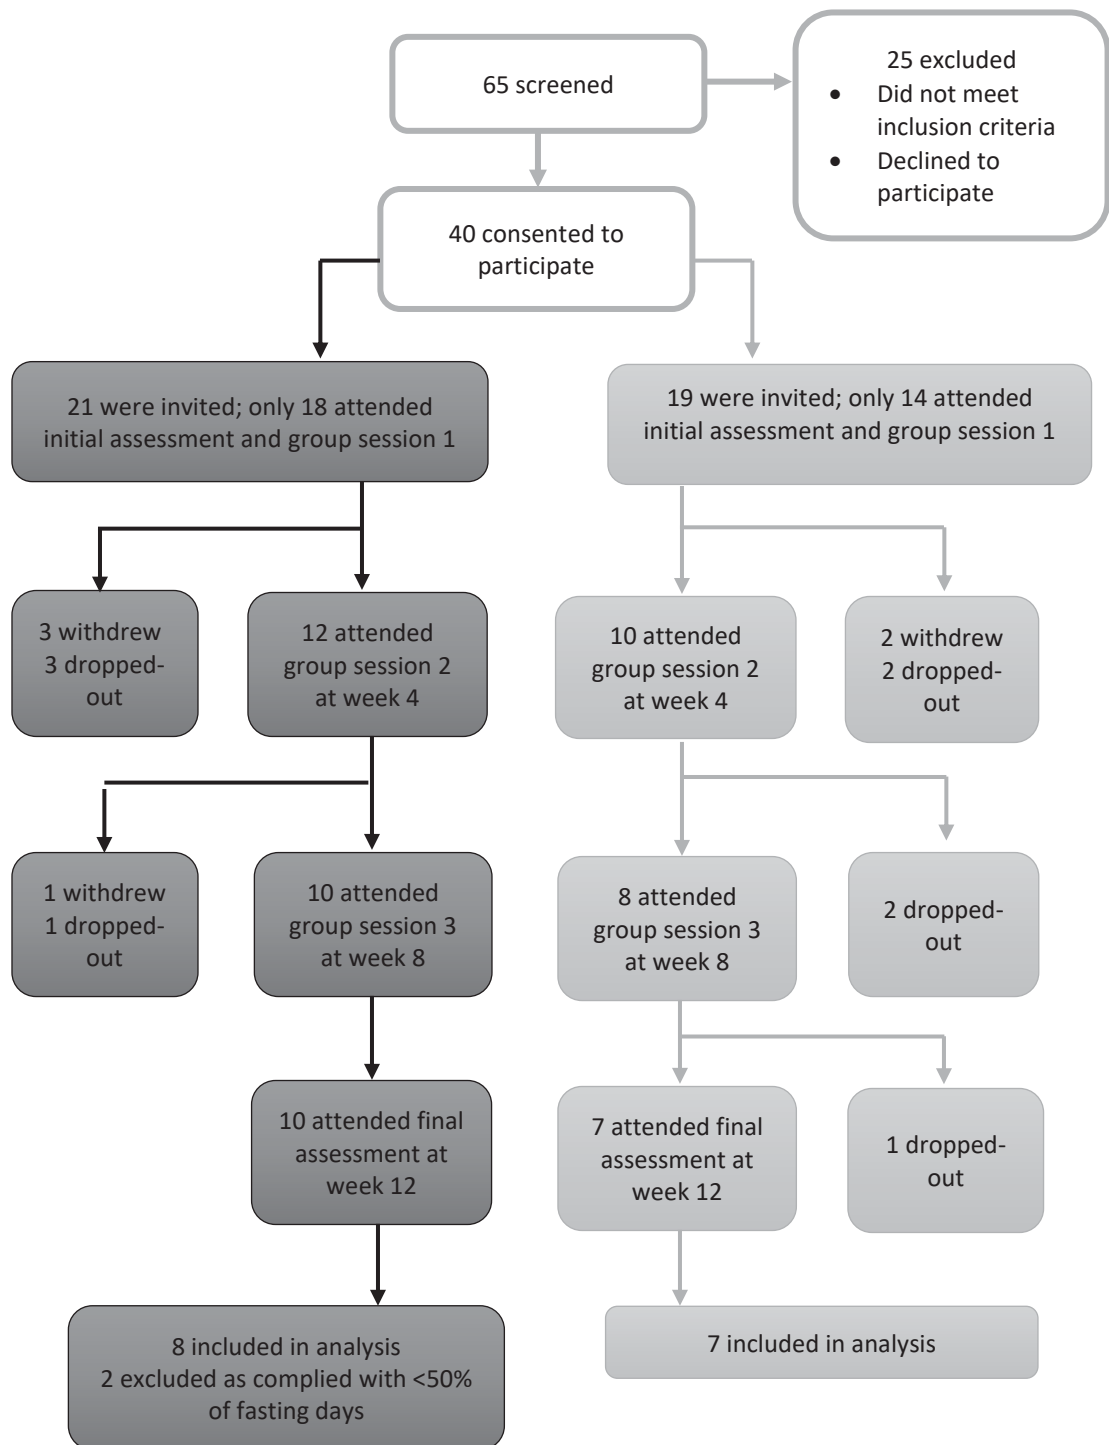 65 screened
25 excluded
• Did not meet
inclusion criteria
• Declined to
participate
40 consented to
participate
21 were invited; only 18 attended
initial assessment and group session 1
19 were invited; only 14 attended
initial assessment and group session 1
3 withdrew
3 dropped-
out
12 attended
group session 2
at week 4
10 attended
group session 2
at week 4
2 withdrew
2 dropped-
out
1 withdrew
1 dropped-
out
10 attended
group session 3
at week 8
8 attended
group session 3
at week 8
2 dropped-
out
10 attended final
assessment at
week 12
7 attended final
assessment at
week 12
1 dropped-
out
8 included in analysis
2 excluded as complied with <50%
of fasting days
7 included in analysis